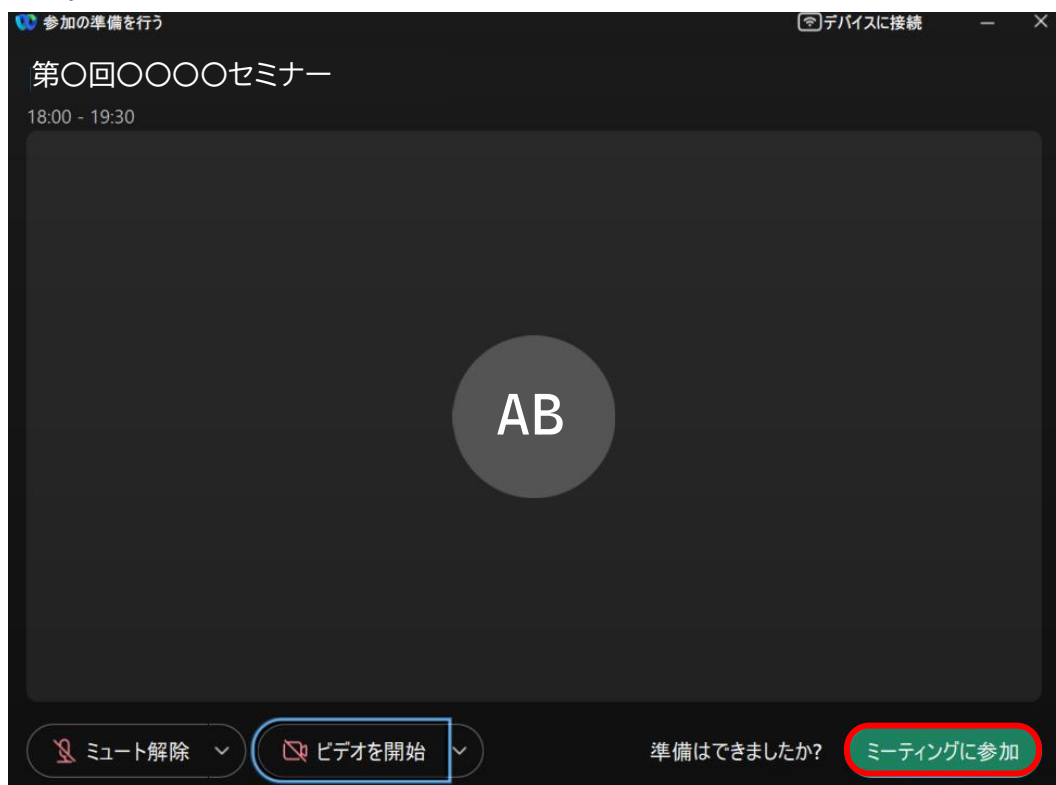 参加の準備を行う
デバイスに接続
第〇回〇〇〇〇セミナー
18:00 - 19:30
AB
ミュート解除
ビデオを開始
準備はできましたか?
ミーティングに参加